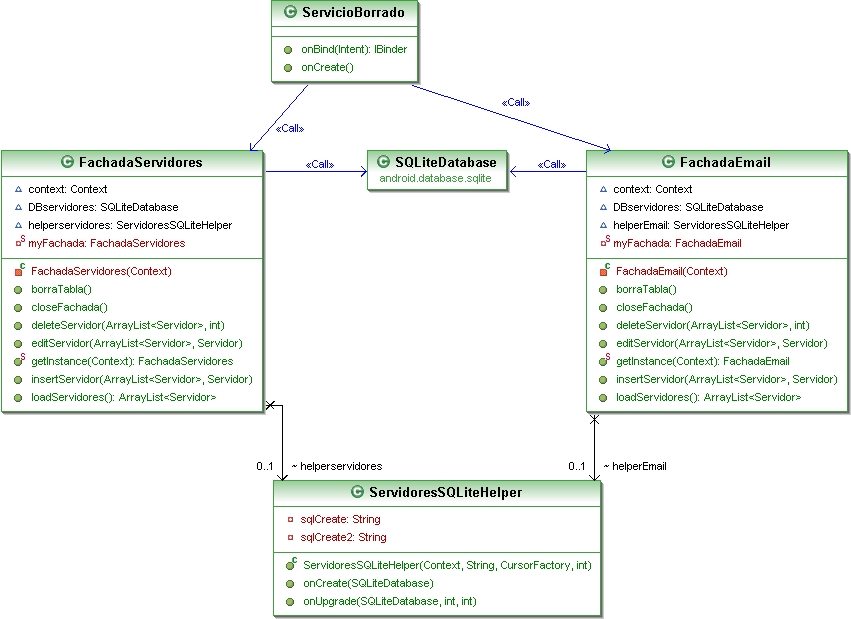 ServicioBorrado
onBind(Intent): IBinder
onCreate()
«Call»
«Call»
FachadaServidores
context: Context
DBservidores: SQLiteDatabase
helperservidores: ServidoresSQLiteHelper
myFachada: FachadaServidores
FachadaServidores(Context)
borraTabla()
closeFachada()
deleteServidor(ArrayList<Servidor>, int)
editServidor(ArrayList<Servidor>, Servidor)
getInstance(Context): FachadaServidores
insertServidor(ArrayList<Servidor>, Servidor)
loadServidores(): ArrayList<Servidor>
«Call»
SQLiteDatabase
android.database.sqlite
«Call»
FachadaEmail
context: Context
DBservidores: SQLiteDatabase
helperEmail: ServidoresSQLiteHelper
myFachada: FachadaEmail
FachadaEmail(Context)
borraTabla()
closeFachada()
deleteServidor(ArrayList<Servidor>, int)
editServidor(ArrayList<Servidor>, Servidor)
getInstance(Context): FachadaEmail
insertServidor(ArrayList<Servidor>, Servidor)
loadServidores(): ArrayList<Servidor>
0..1 ~ helperservidores
0..1 ~ helperEmail
ServidoresSQLiteHelper
sqlCreate: String
sqlCreate2: String
ServidoresSQLiteHelper(Context, String, CursorFactory, int)
onCreate(SQLiteDatabase)
onUpgrade(SQLiteDatabase, int, int)